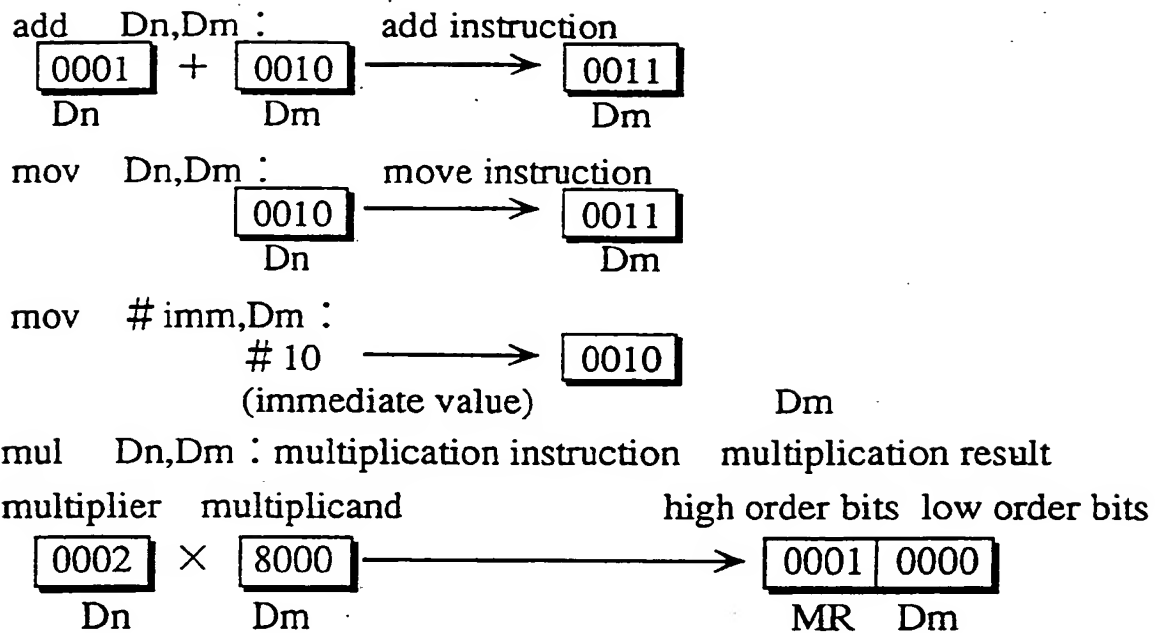 add Dn,Dm : add instruction
0001 + 0010 → 0011
Dn Dm Dm
mov Dn,Dm : move instruction
0010 → 0011
Dn Dm
mov # imm,Dm :
# 10 → 0010
(immediate value) Dm
mul Dn,Dm : multiplication instruction multiplication result
multiplier multiplicand high order bits low order bits
0002 × 8000 → 0001 0000
Dn Dm MR Dm